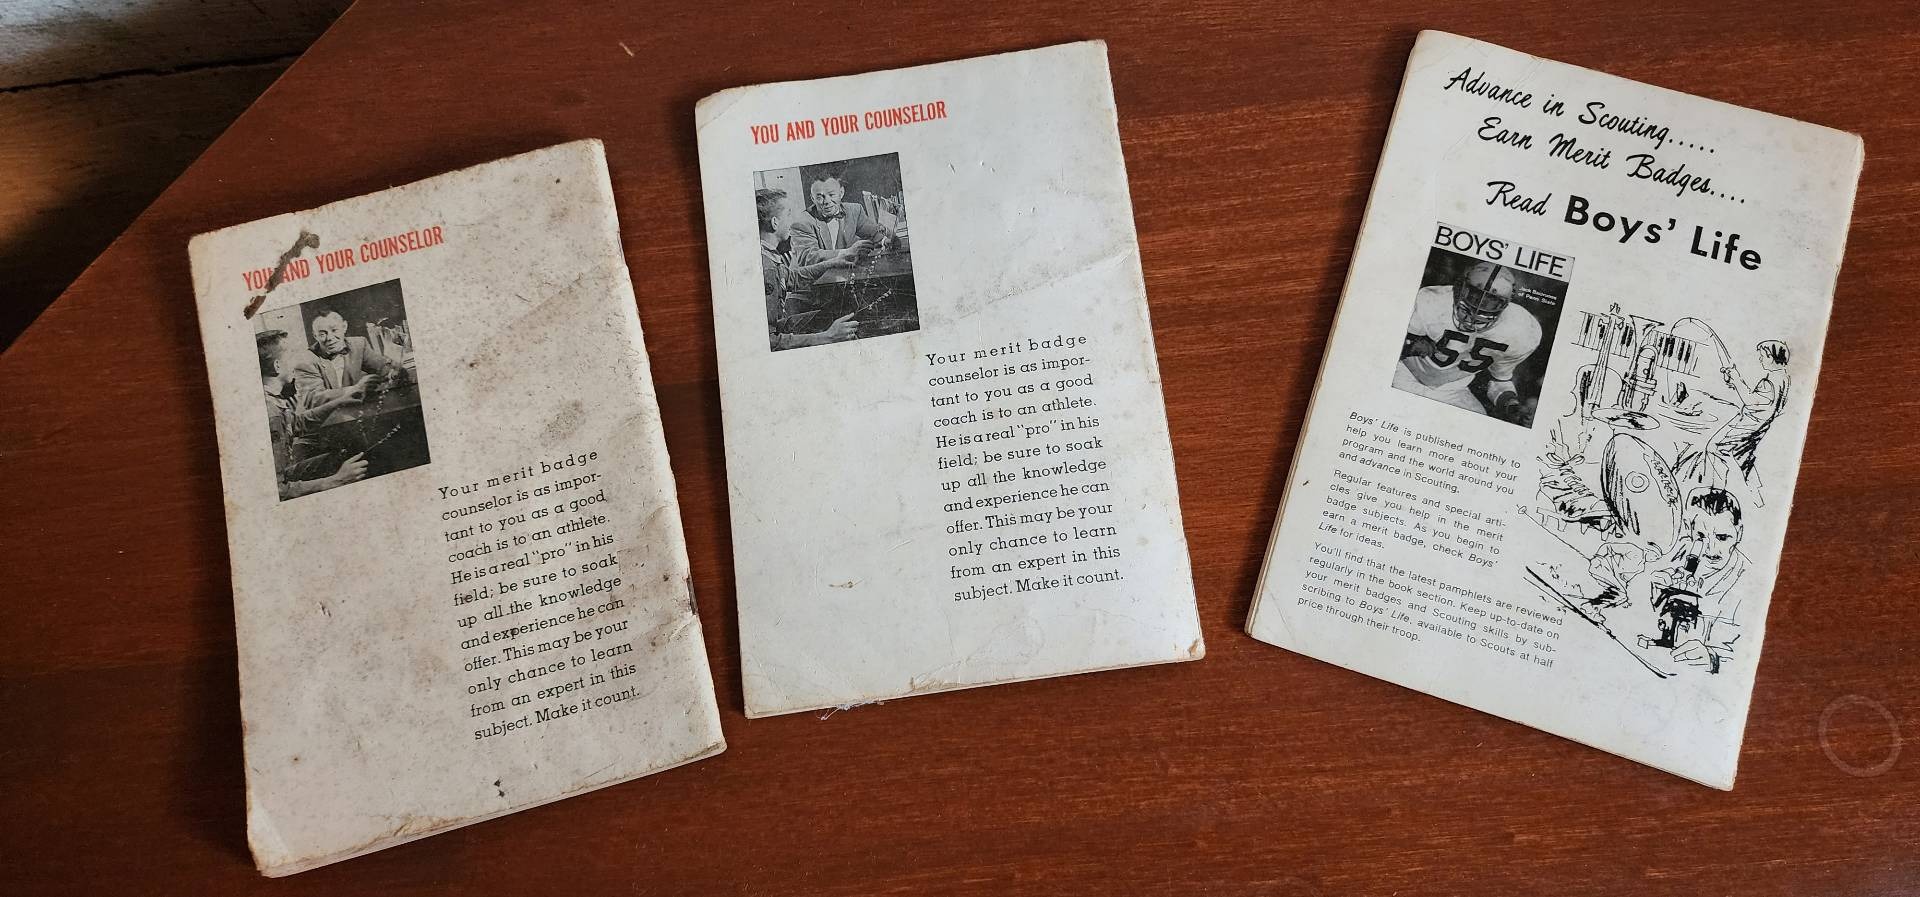 YOU AND YOUR COUNSELOR
Your merit badge
counselor is as impor-
tant to you as a good
coach is to an athlete.
He is a real "pro" in his
field; be sure to soak
up all the knowledge
and experience he can
offer. This may be your
only chance to learn
from an expert in this
subject. Make it count.
YOU AND YOUR COUNSELOR
Your merit badge
counselor is as impor-
tant to you as a good
coach is to an athlete.
He is a real "pro" in his
field; be sure to soak
up all the knowledge
and experience he can
offer. This may be your
only chance to learn
from an expert in this
subject. Make it count.
Advance in Scouting.....
Earn Merit Badges....
Read Boys' Life
BOYS' LIFE
of Penn State
55
Boys' Life is published monthly to
help you learn more about your
program and the world around you
and advance in Scouting.
Regular features and special arti-
cles give you help in the merit
badge subjects. As you begin to
earn a merit badge, check Boys'
Life for ideas.
You'll find that the latest pamphlets are reviewed
regularly in the book section. Keep up-to-date on
your merit badges and Scouting skills by sub-
scribing to Boys' Life, available to Scouts at half
price through their troop.